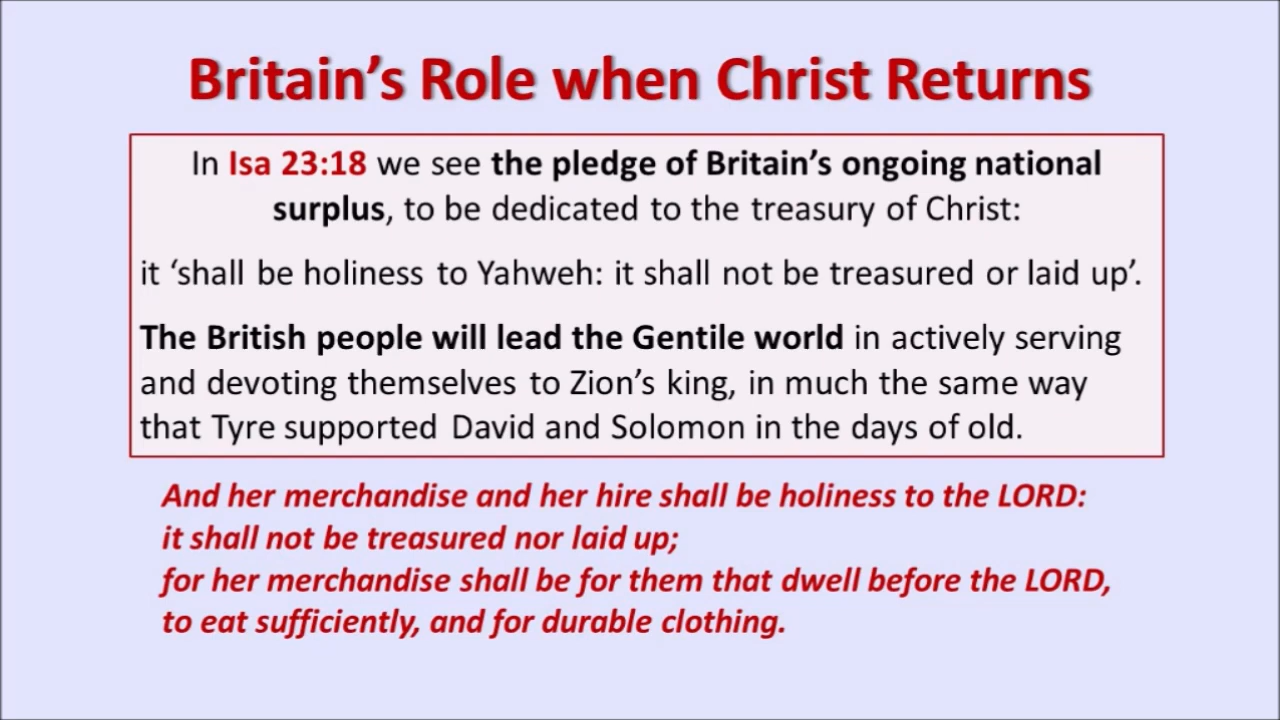 Britain’s Role when Christ Returns
In Isa 23:18 we see the pledge of Britain’s ongoing national
surplus, to be dedicated to the treasury of Christ:
it ‘shall be holiness to Yahweh: it shall not be treasured or laid up’.
The British people will lead the Gentile world in actively serving
and devoting themselves to Zion’s king, in much the same way
that Tyre supported David and Solomon in the days of old.
And her merchandise and her hire shall be holiness to the LORD:
it shall not be treasured nor laid up;
for her merchandise shall be for them that dwell before the LORD,
to eat sufficiently, and for durable clothing.